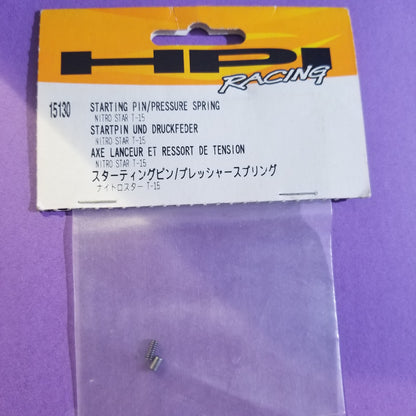 HPI
RACING
15130 STARTING PIN/PRESSURE SPRING
NITRO STAR T-15
STARTPIN UND DRUCKFEDER
NITRO STAR T-15
AXE LANCEUR ET RESSORT DE TENSION
NITRO STAR T-15
スターティングピン/プレッシャースプリング
ナイトロスター T-15